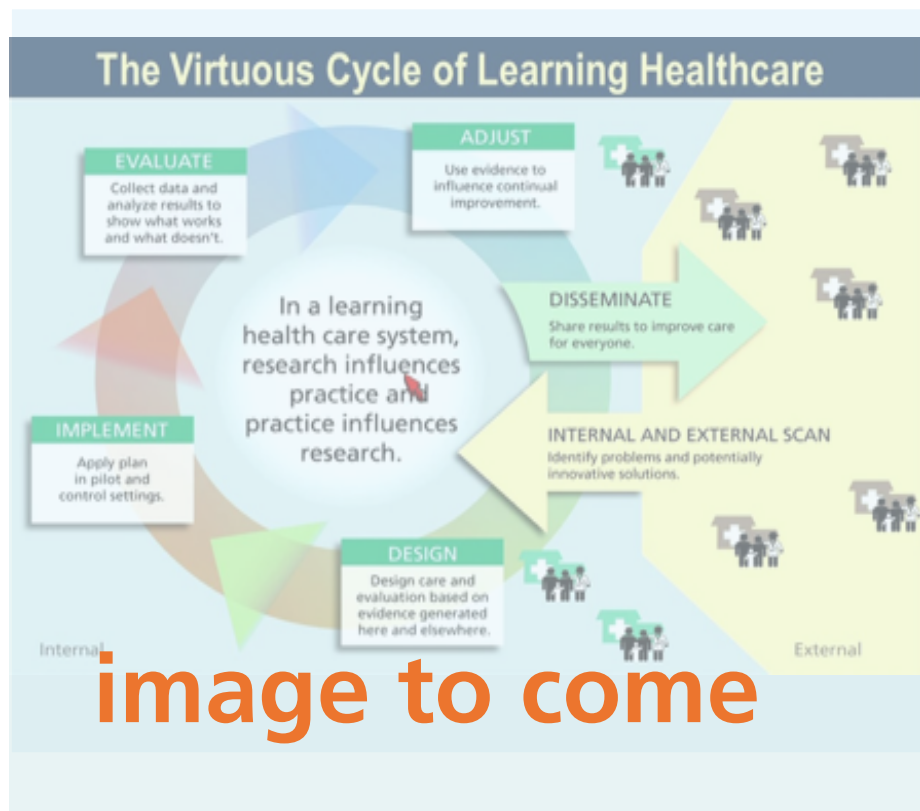 The Virtuous Cycle of Learning Healthcare
EVALUATE
Collect data and
analyze results to
show what works
and what doesn't.
ADJUST
Use evidence to
influence continual
improvement.
In a learning
health care system,
research influences
practice and
practice influences
research.
DISSEMINATE
Share results to improve care
for everyone.
INTERNAL AND EXTERNAL SCAN
Identify problems and potentially
innovative solutions.
IMPLEMENT
Apply plan
in pilot and
control settings.
DESIGN
Design care and
evaluation based on
evidence generated
here and elsewhere.
Internal
External
image to come